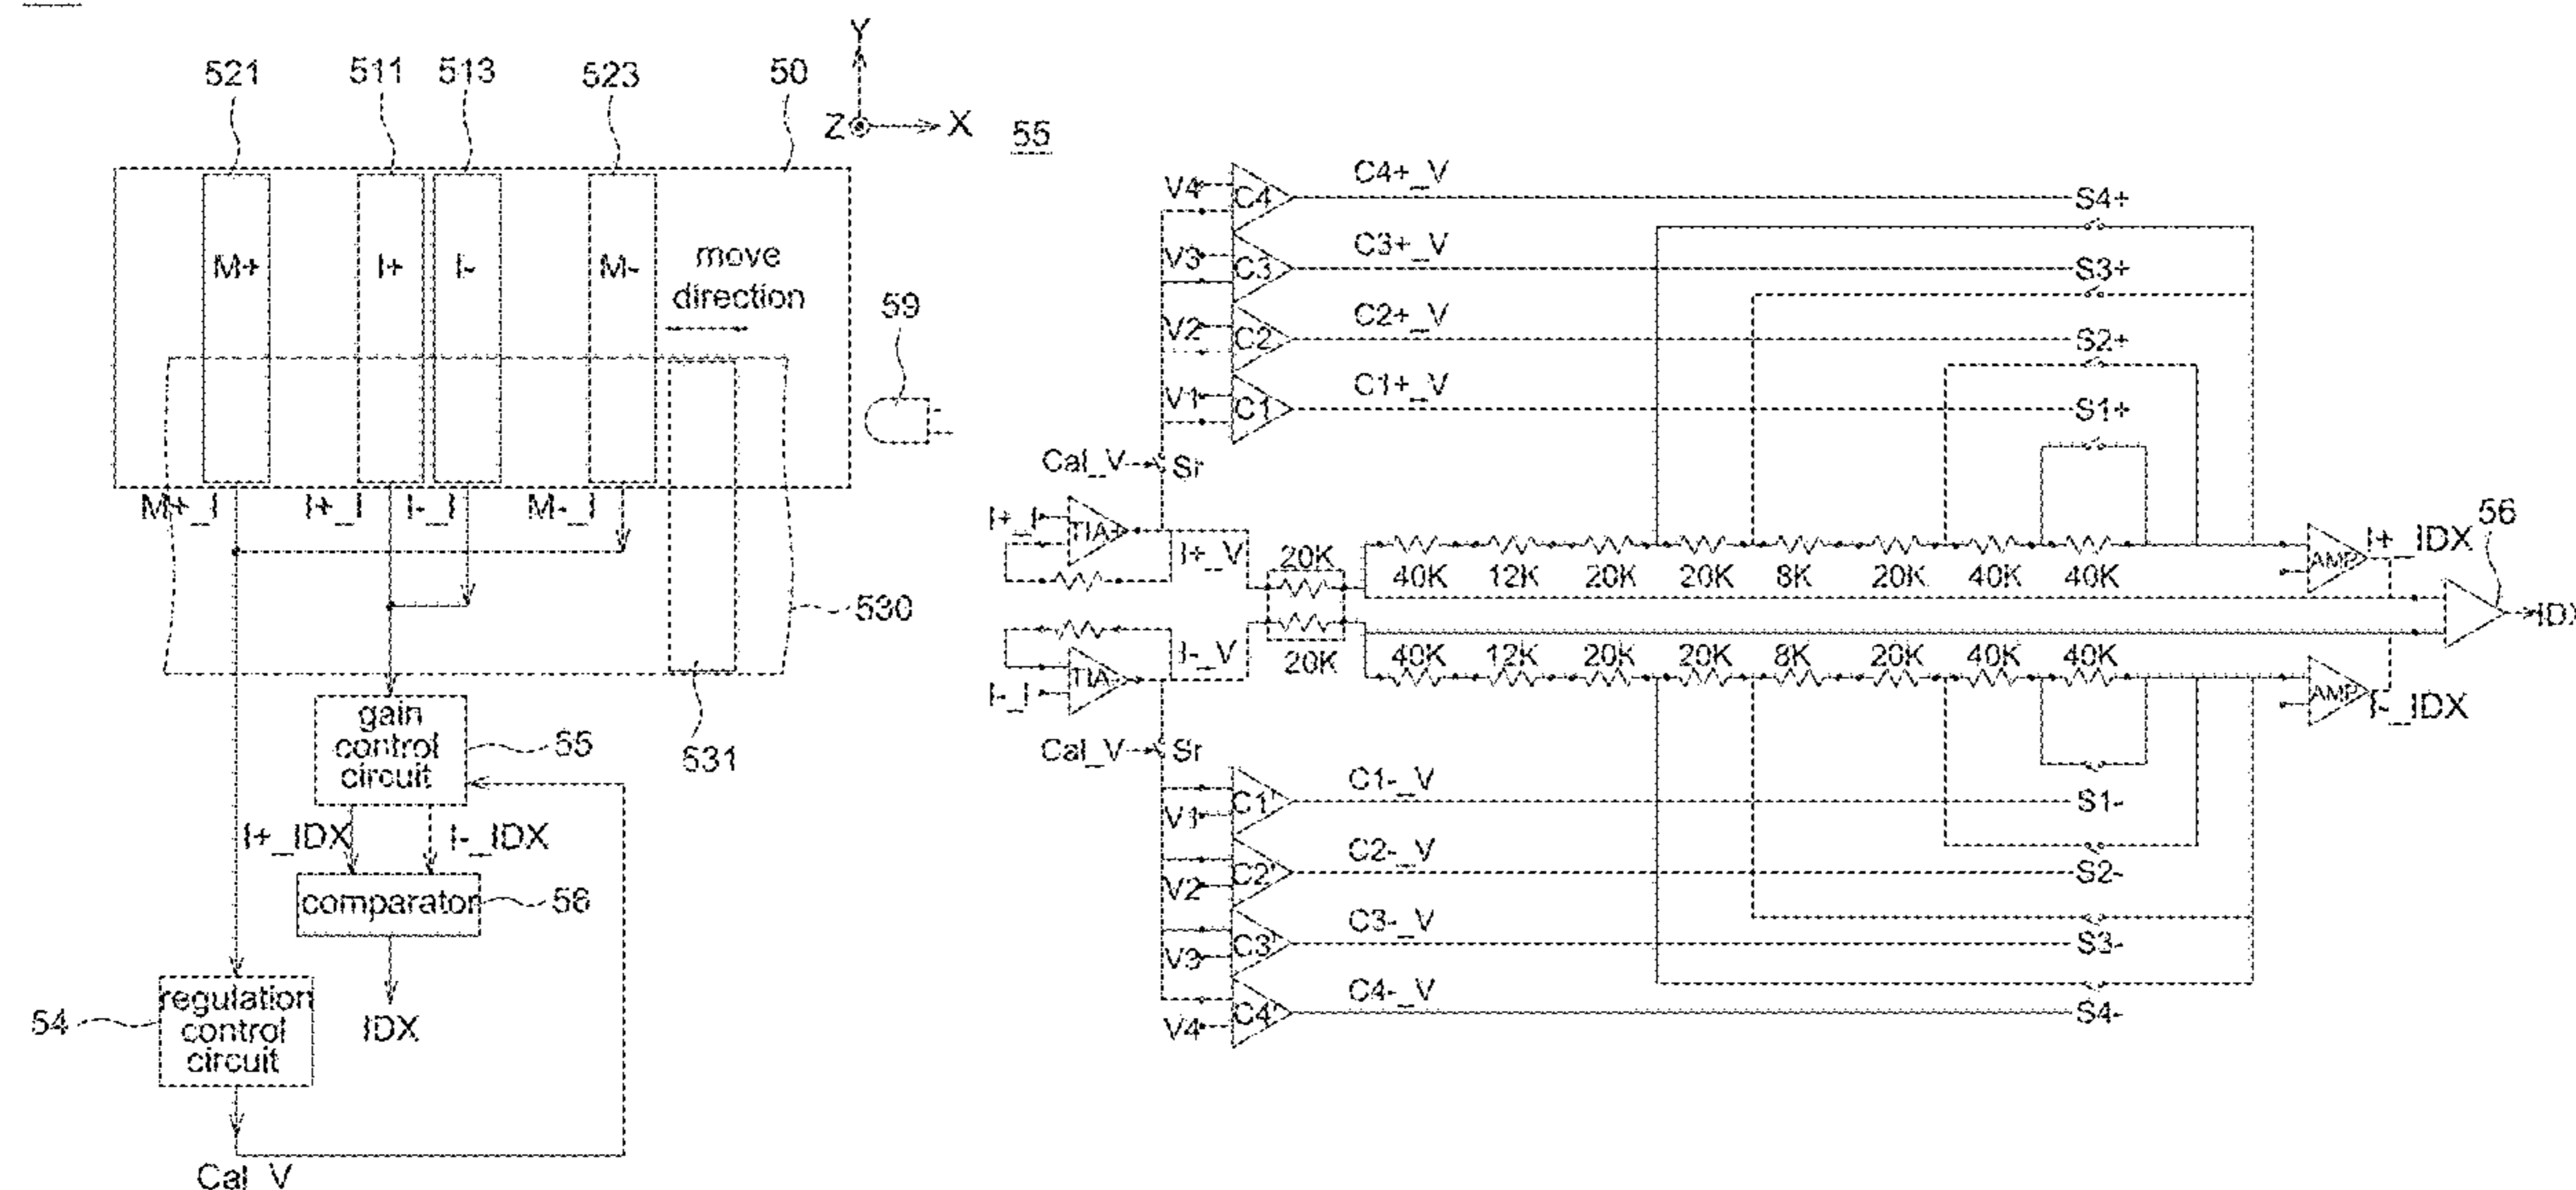 521
511
513
523
50
Y
Z
X
M+
I+
I-
M-
move
direction
59
M+_I
I+_I
I-_I
M-_I
530
531
gain
control
circuit
55
I+_IDX
I-_IDX
comparator
56
IDX
regulation
control
circuit
54
Cal_V
55
V4
C4
C4+_V
S4+
V3
C3
C3+_V
S3+
V2
C2
C2+_V
S2+
V1
C1
C1+_V
S1+
Cal_V
Sr
I+_I
TIA+
I+_V
20K
40K 12K 20K 20K 8K 20K 40K 40K
AMP
I+_IDX
56
IDX
I-_V
20K
40K 12K 20K 20K 8K 20K 40K 40K
I-_I
TIA-
AMP
I-_IDX
Cal_V
Sr
C1'
C1-_V
V1
S1-
C2'
C2-_V
V2
S2-
C3'
C3-_V
V3
S3-
C4'
C4-_V
V4
S4-